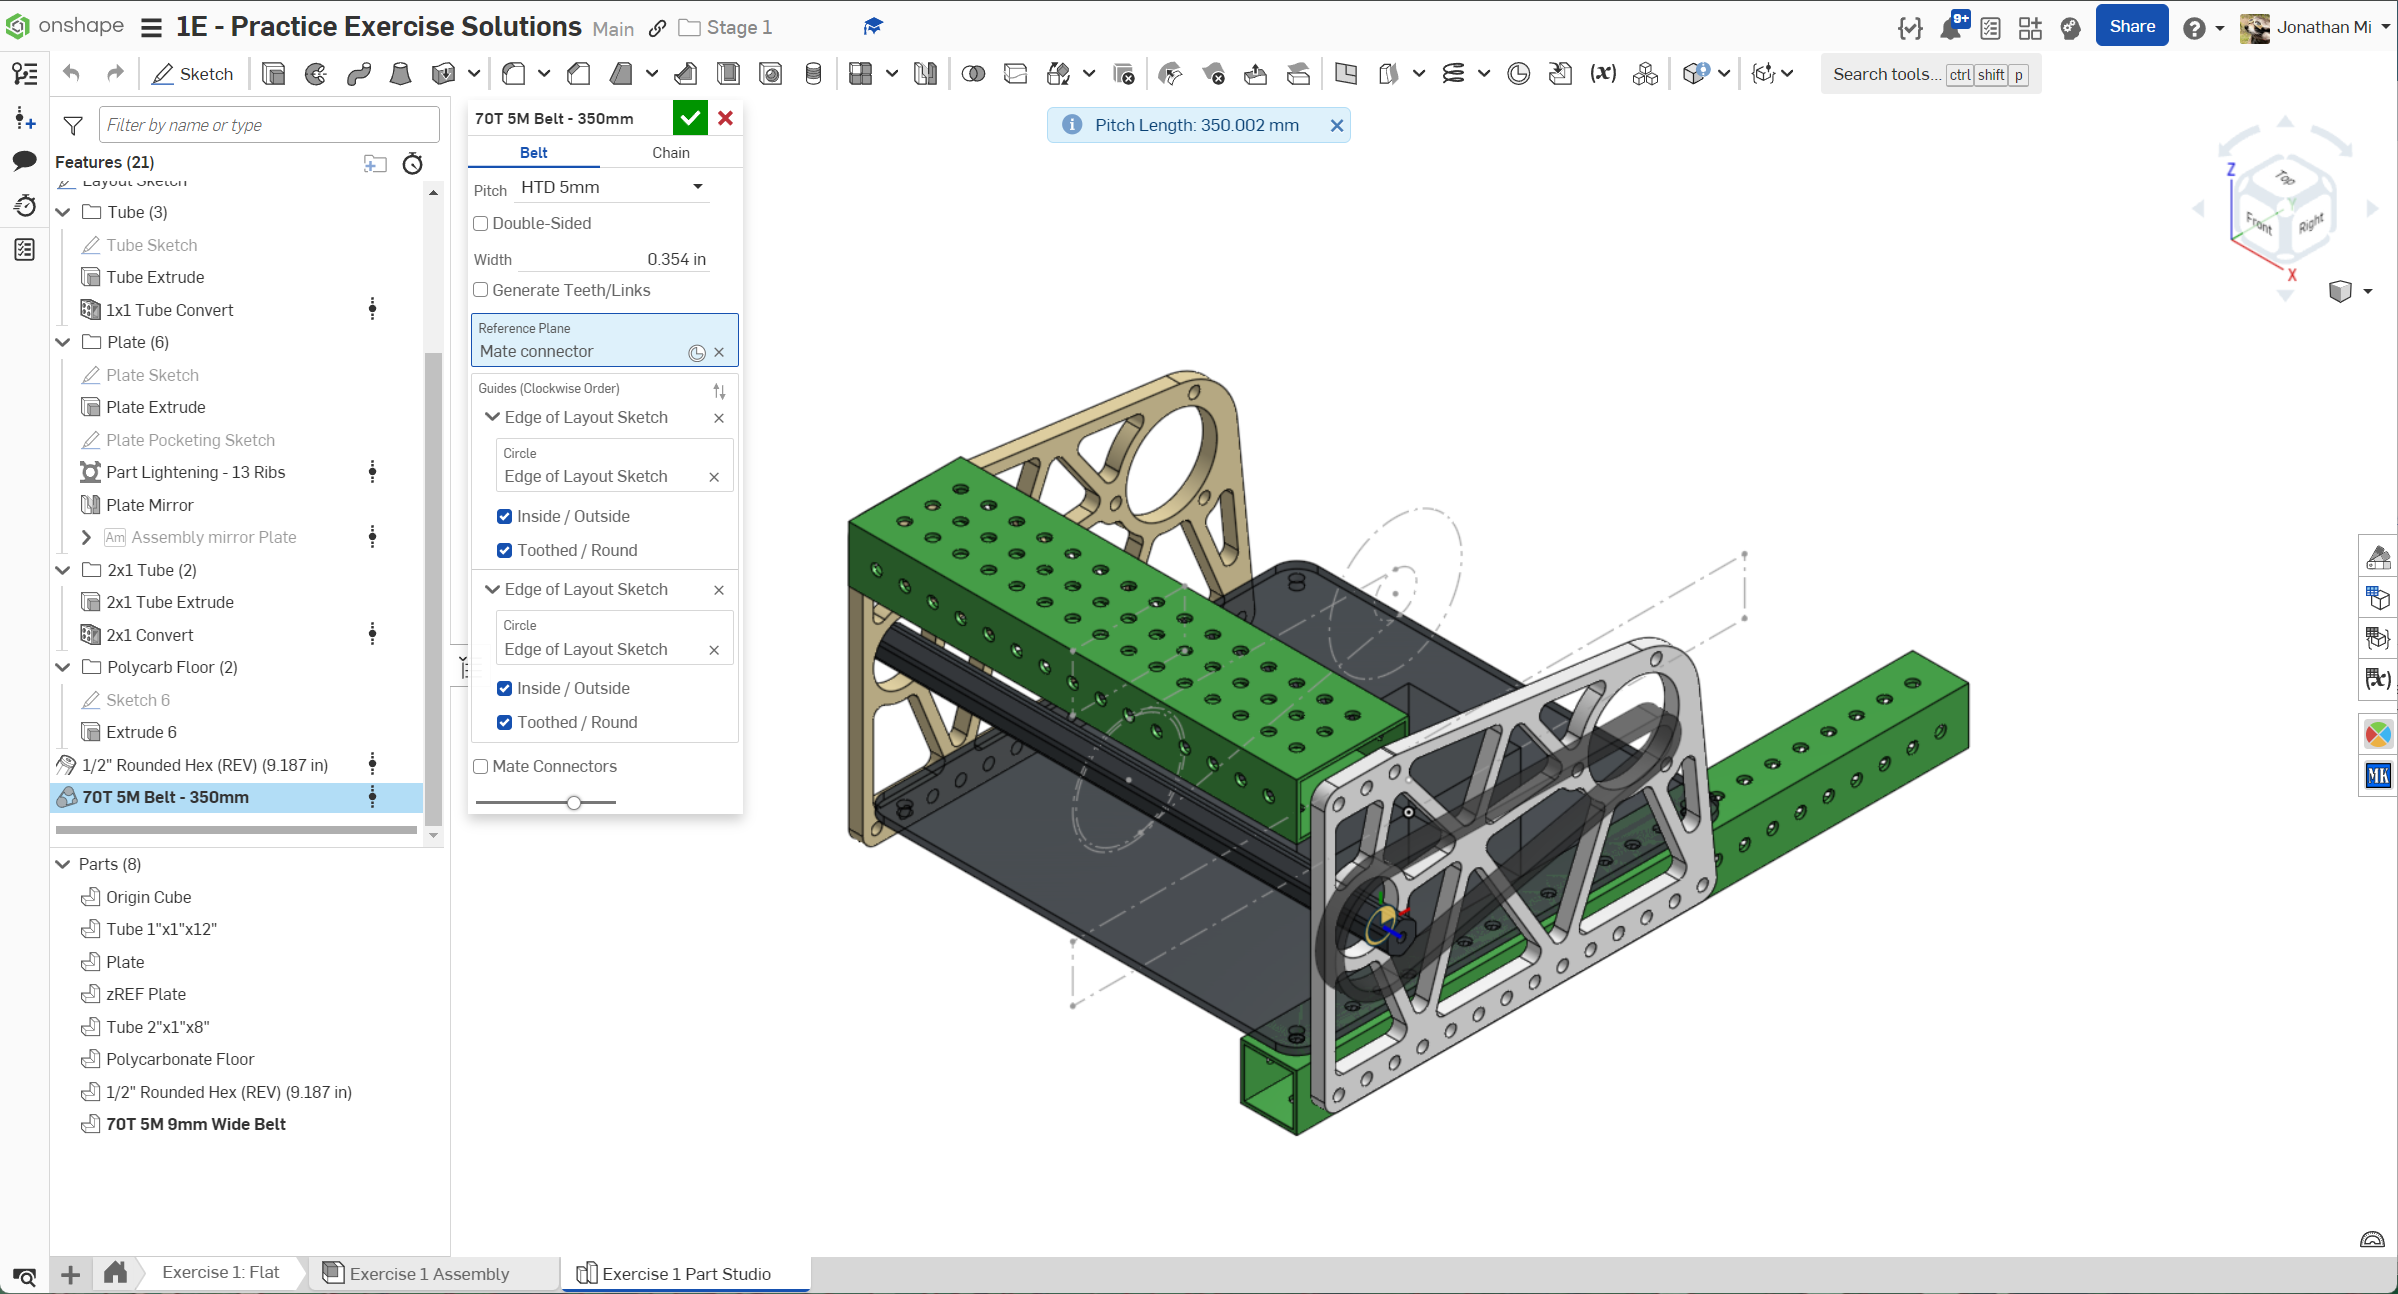 onshape
1E - Practice Exercise Solutions Main Stage 1
9+
Share
Jonathan Mi
Sketch
Search tools... ctrl shift p
Filter by name or type
Features (21)
Layout Sketch
Tube (3)
Tube Sketch
Tube Extrude
1x1 Tube Convert
Plate (6)
Plate Sketch
Plate Extrude
Plate Pocketing Sketch
Part Lightening - 13 Ribs
Plate Mirror
Am Assembly mirror Plate
2x1 Tube (2)
2x1 Tube Extrude
2x1 Convert
Polycarb Floor (2)
Sketch 6
Extrude 6
1/2" Rounded Hex (REV) (9.187 in)
70T 5M Belt - 350mm
Parts (8)
Origin Cube
Tube 1"x1"x12"
Plate
zREF Plate
Tube 2"x1"x8"
Polycarbonate Floor
1/2" Rounded Hex (REV) (9.187 in)
70T 5M 9mm Wide Belt
70T 5M Belt - 350mm
Belt
Chain
Pitch HTD 5mm
Double-Sided
Width 0.354 in
Generate Teeth/Links
Reference Plane
Mate connector
Guides (Clockwise Order)
Edge of Layout Sketch
Circle
Edge of Layout Sketch
Inside / Outside
Toothed / Round
Edge of Layout Sketch
Circle
Edge of Layout Sketch
Inside / Outside
Toothed / Round
Mate Connectors
Pitch Length: 350.002 mm
Z
Top
Y
Front
Right
X
(x)
(x)
MK
Exercise 1: Flat
Exercise 1 Assembly
Exercise 1 Part Studio